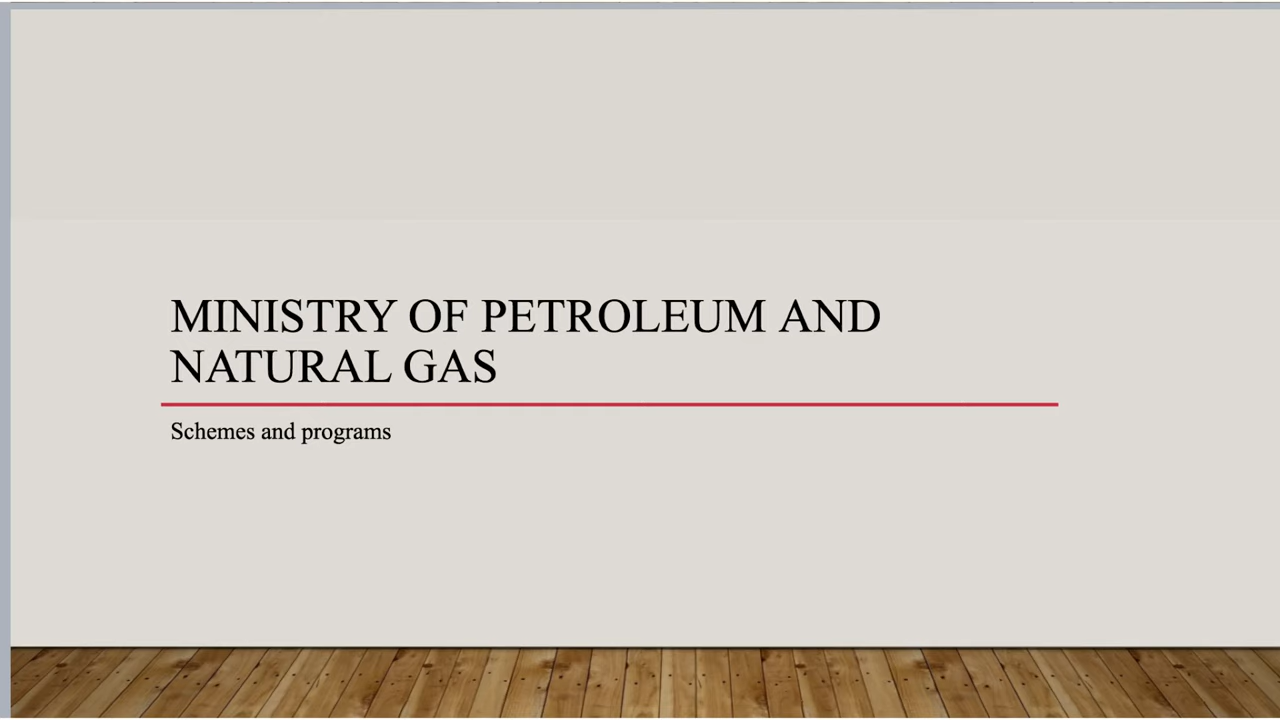 MINISTRY OF PETROLEUM AND
NATURAL GAS
Schemes and programs